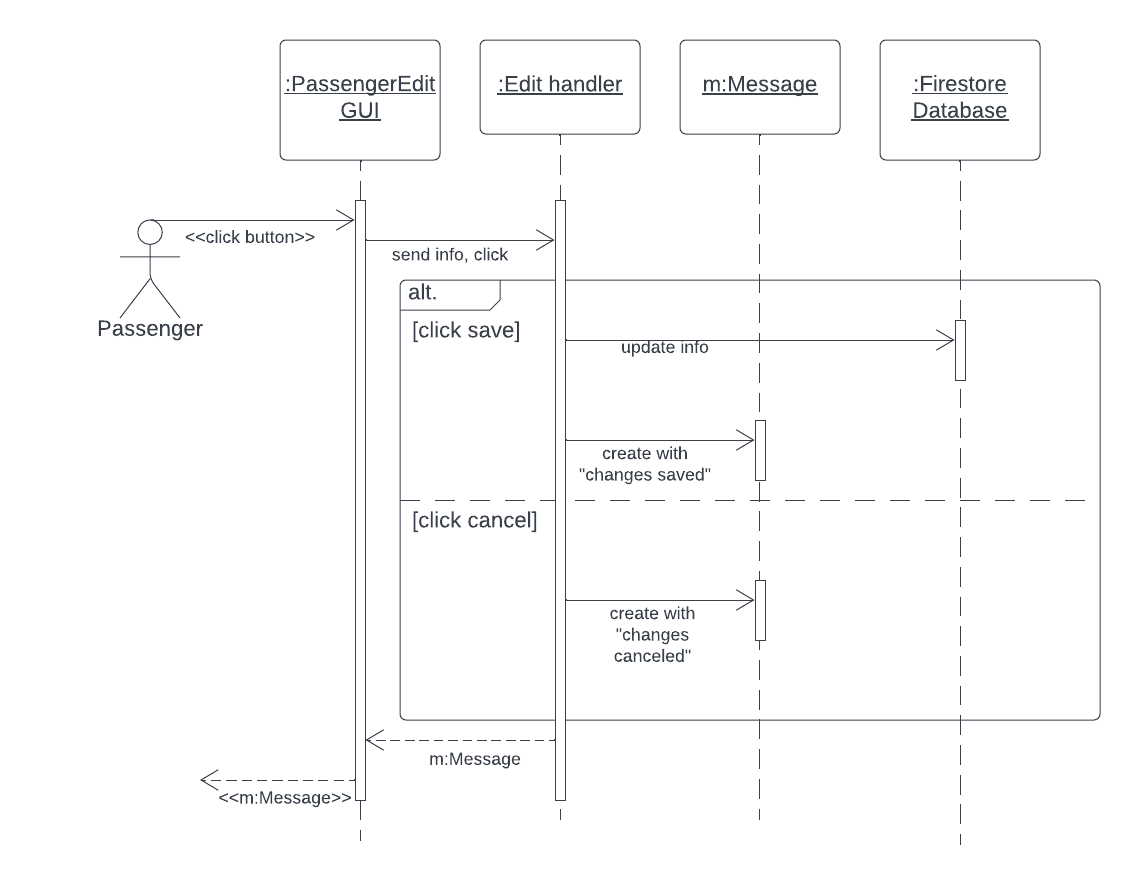 :PassengerEdit
GUI
:Edit handler
m:Message
:Firestore
Database
<<click button>>
send info, click
Passenger
alt.
[click save]
update info
create with
"changes saved"
[click cancel]
create with
"changes
canceled"
m:Message
<<m:Message>>